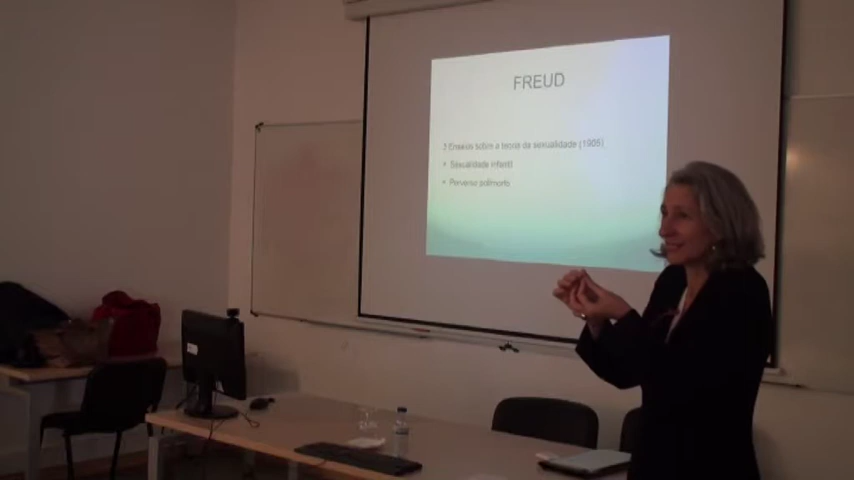 FREUD
3 Ensaios sobre a teoria da sexualidade (1905)
• Sexualidade infantil
• Perverso polimorfo